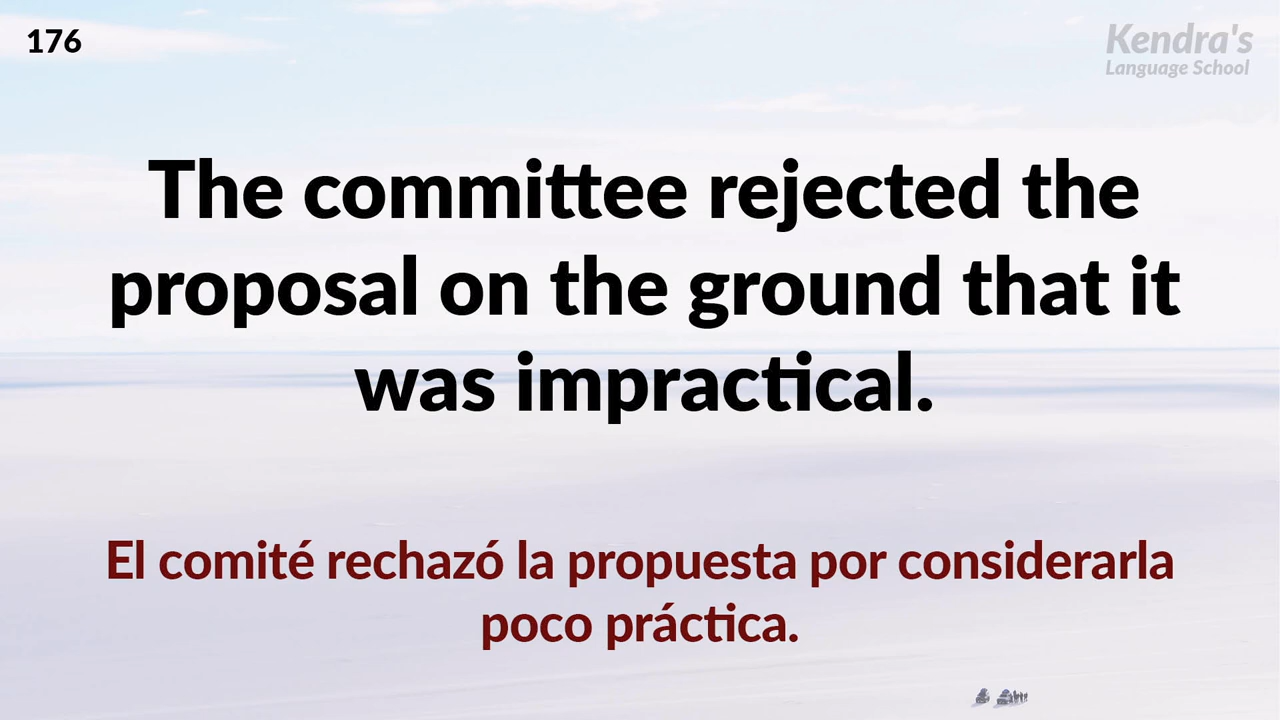 176
Kendra's
Language School
The committee rejected the
proposal on the ground that it
was impractical.
El comité rechazó la propuesta por considerarla
poco práctica.